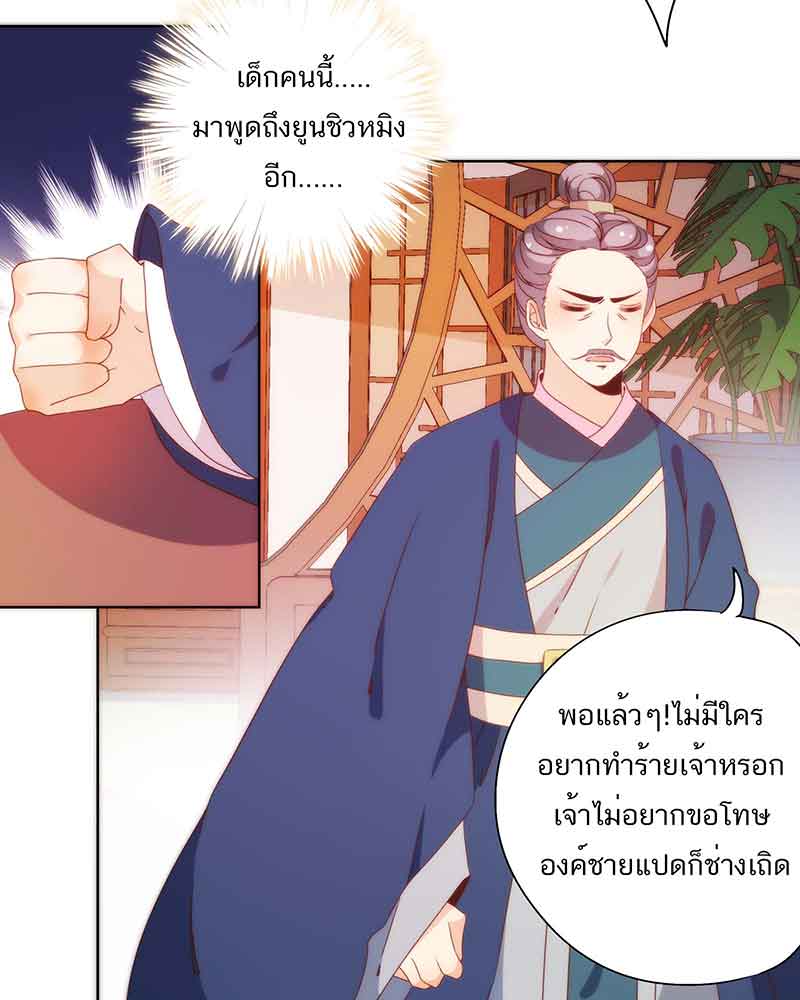 เด็กคนนี้.....
มาพูดถึงยูนชิวหมิง
อีก......
พอแล้วๆ!ไม่มีใคร
อยากทำร้ายเจ้าหรอก
เจ้าไม่อยากขอโทษ
องค์ชายแปดก็ช่างเถิด